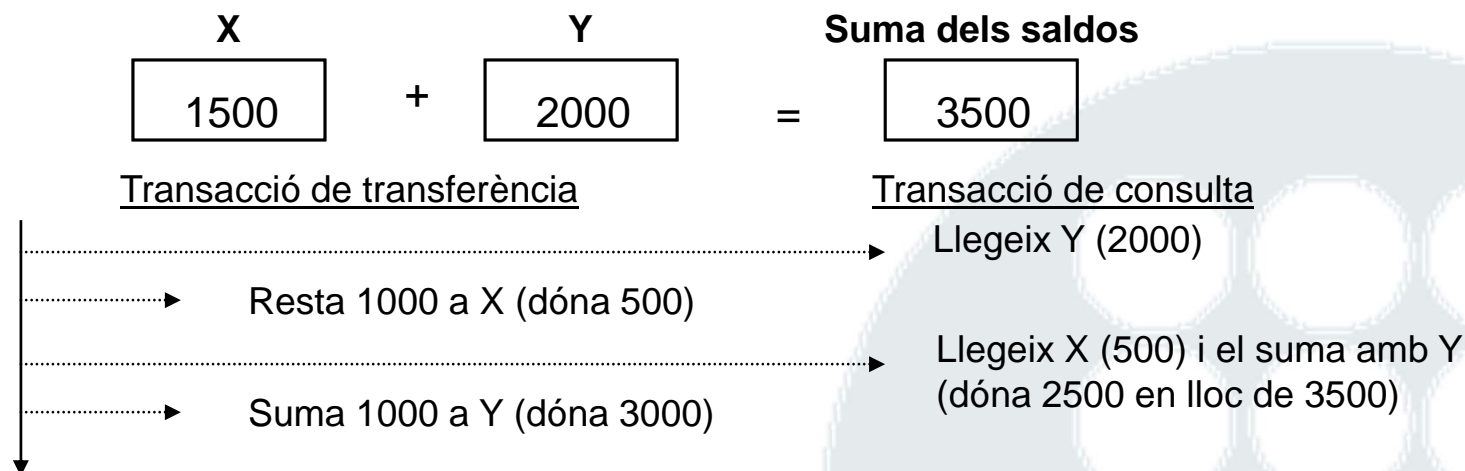 X Y Suma dels saldos
1500 + 2000 = 3500
Transacció de transferència Transacció de consulta
Llegeix Y (2000)
Resta 1000 a X (dóna 500)
Llegeix X (500) i el suma amb Y
(dóna 2500 en lloc de 3500)
Suma 1000 a Y (dóna 3000)